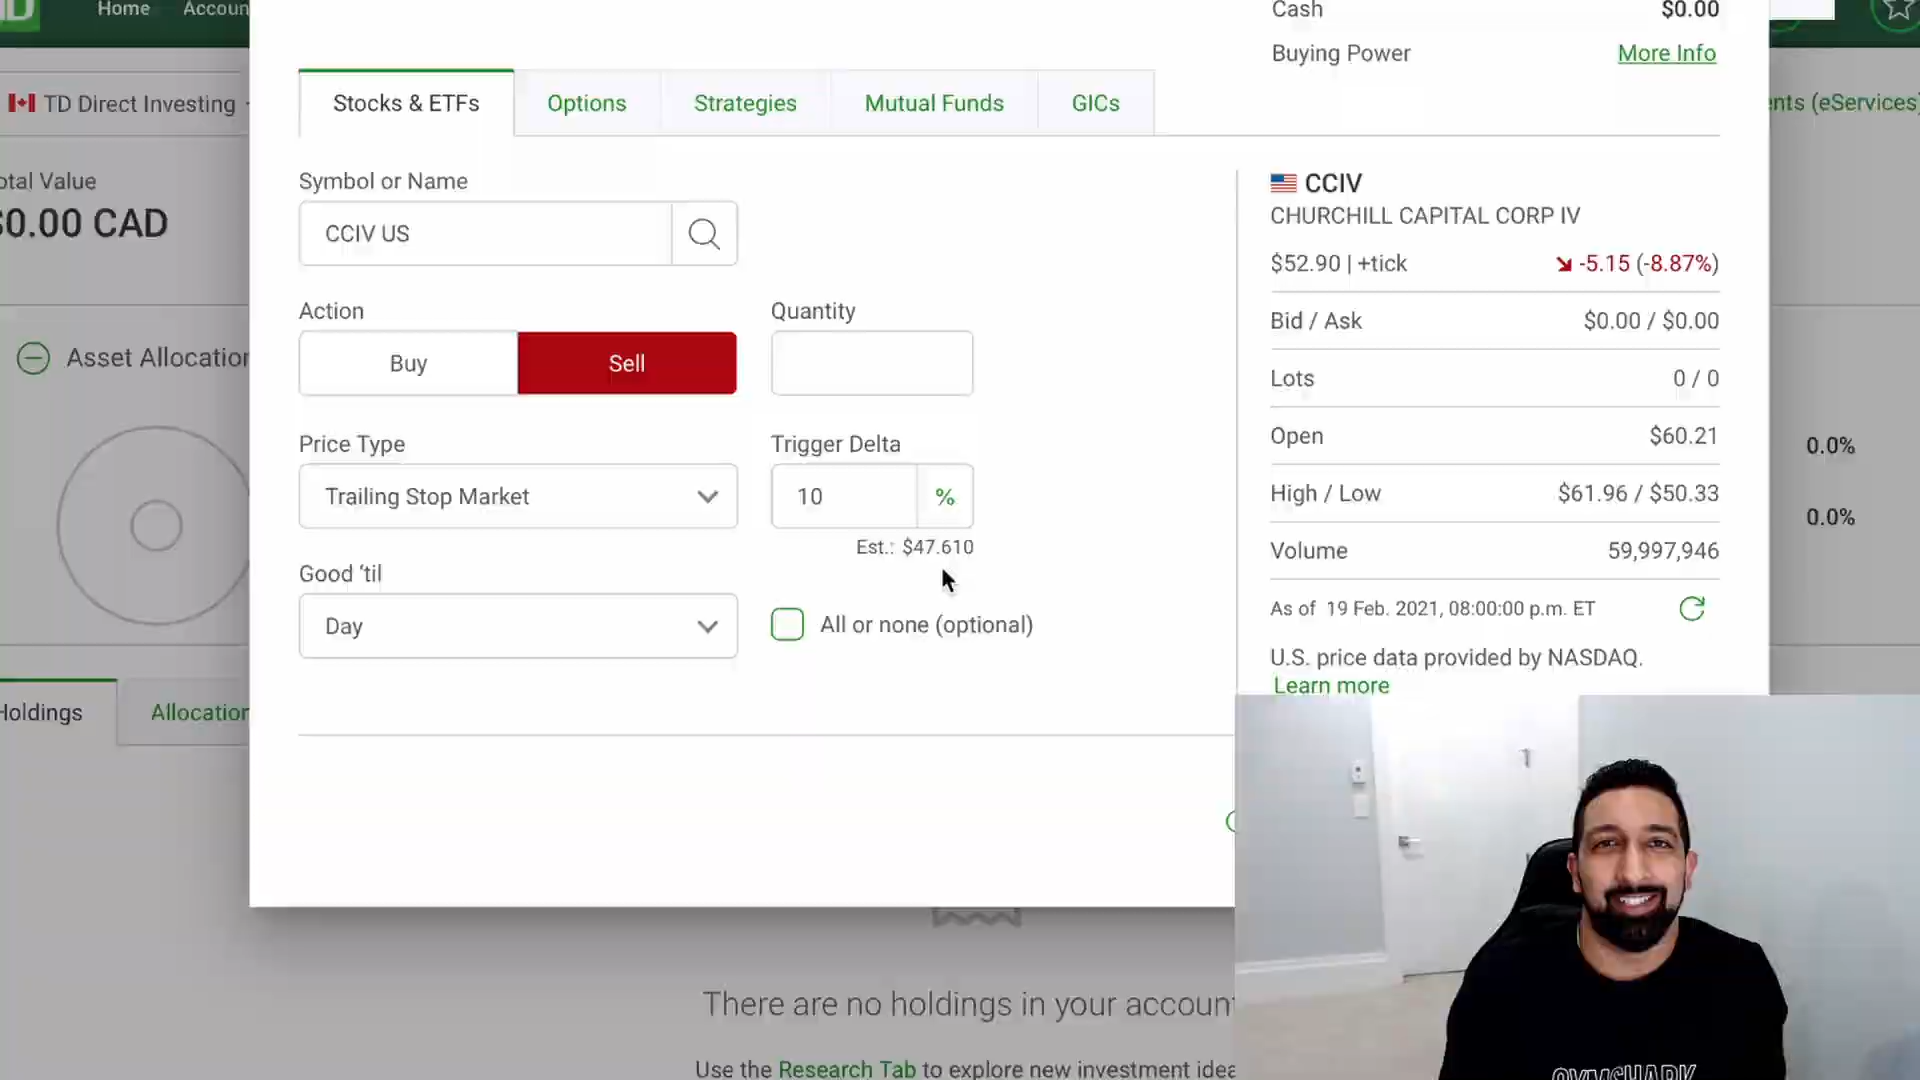 Home Accoun
Cash $0.00
Buying Power More Info
TD Direct Investing
Stocks & ETFs Options Strategies Mutual Funds GICs
nts (eServices)
otal Value
$0.00 CAD
Symbol or Name
CCIV US
CCIV
CHURCHILL CAPITAL CORP IV
$52.90 | +tick -5.15 (-8.87%)
Action
Buy Sell
Quantity
Bid / Ask $0.00 / $0.00
Asset Allocation
Lots 0 / 0
Price Type
Trailing Stop Market
Trigger Delta
10 %
Est.: $47.610
Open $60.21
0.0%
High / Low $61.96 / $50.33
0.0%
Good ‘til
Day
All or none (optional)
Volume 59,997,946
As of 19 Feb. 2021, 08:00:00 p.m. ET
U.S. price data provided by NASDAQ.
Learn more
Holdings Allocation
There are no holdings in your account
Use the Research Tab to explore new investment idea
GYMSHARK